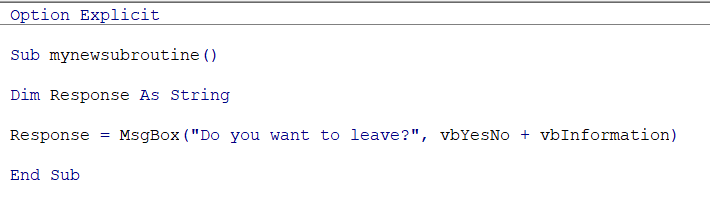 Option Explicit
Sub mynewsubroutine()
Dim Response As String
Response = MsgBox("Do you want to leave?", vbYesNo + vbInformation)
End Sub